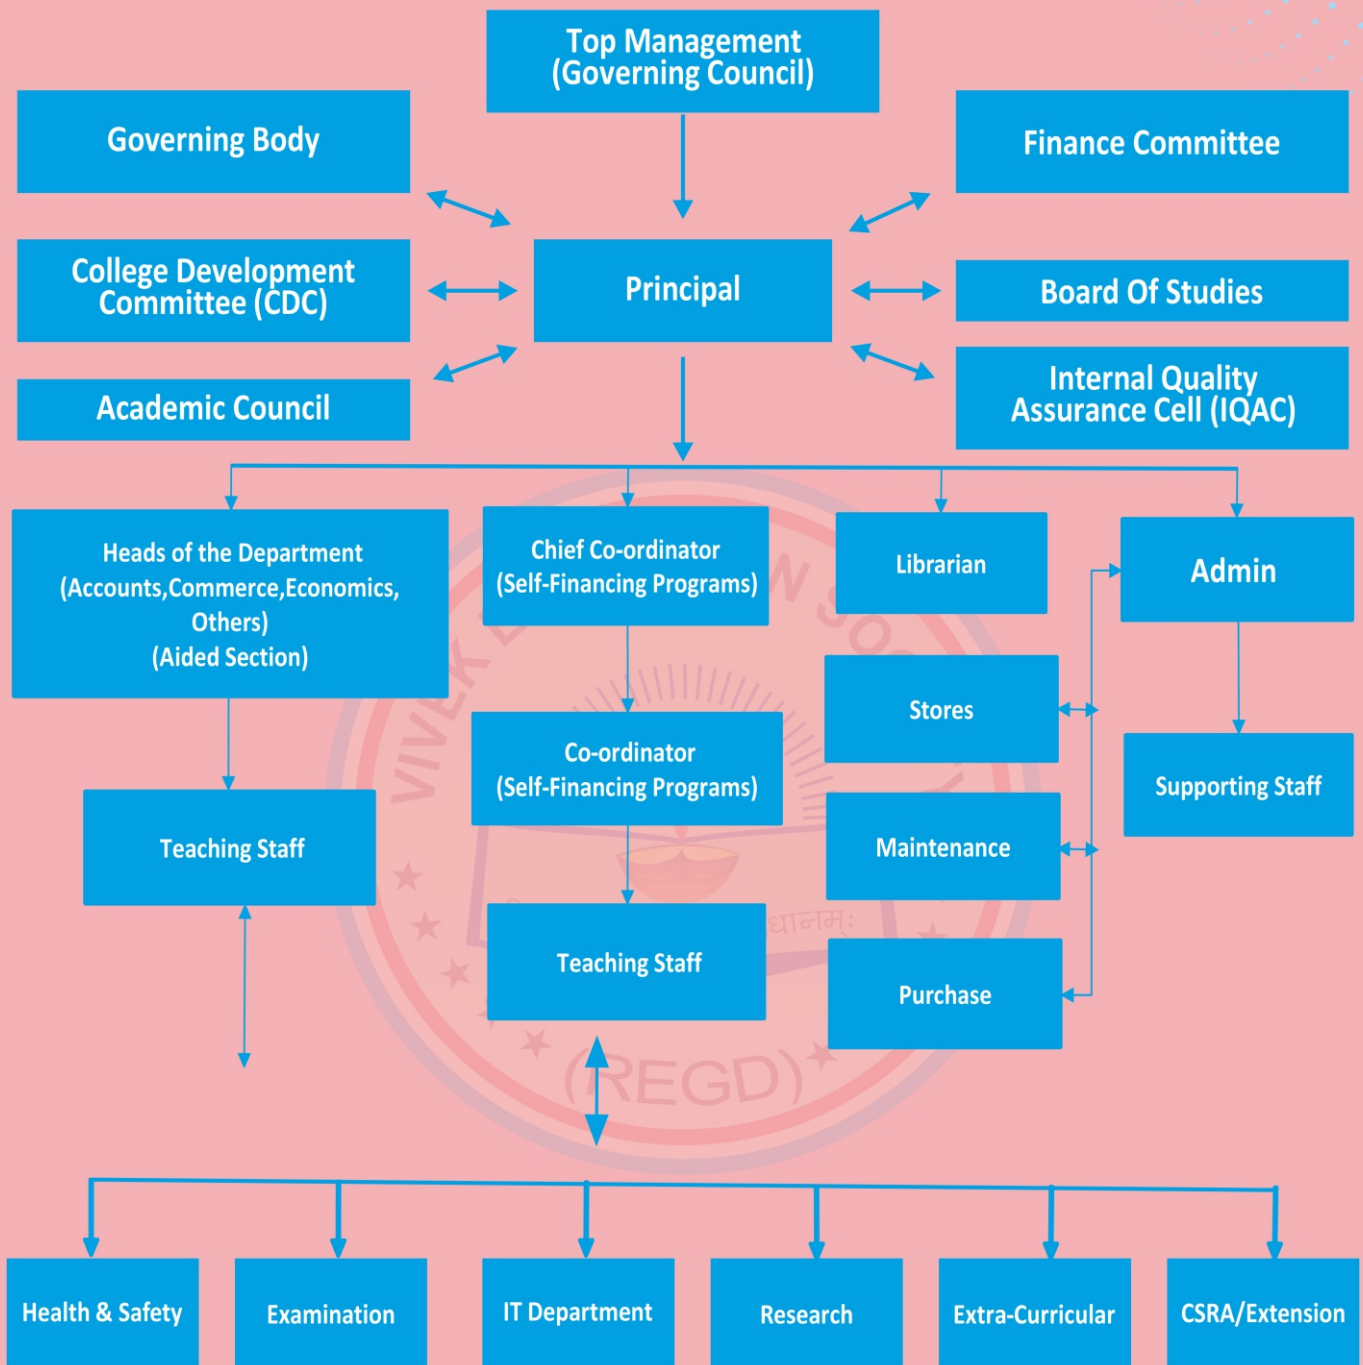 Top Management
(Governing Council)
Governing Body
Finance Committee
College Development
Committee (CDC)
Principal
Board Of Studies
Academic Council
Internal Quality
Assurance Cell (IQAC)
Heads of the Department
(Accounts,Commerce,Economics,
Others)
(Aided Section)
Chief Co-ordinator
(Self-Financing Programs)
Librarian
Admin
Stores
Co-ordinator
(Self-Financing Programs)
Supporting Staff
Teaching Staff
Maintenance
Teaching Staff
Purchase
VIVEK
(REGD)
Health & Safety
Examination
IT Department
Research
Extra-Curricular
CSRA/Extension